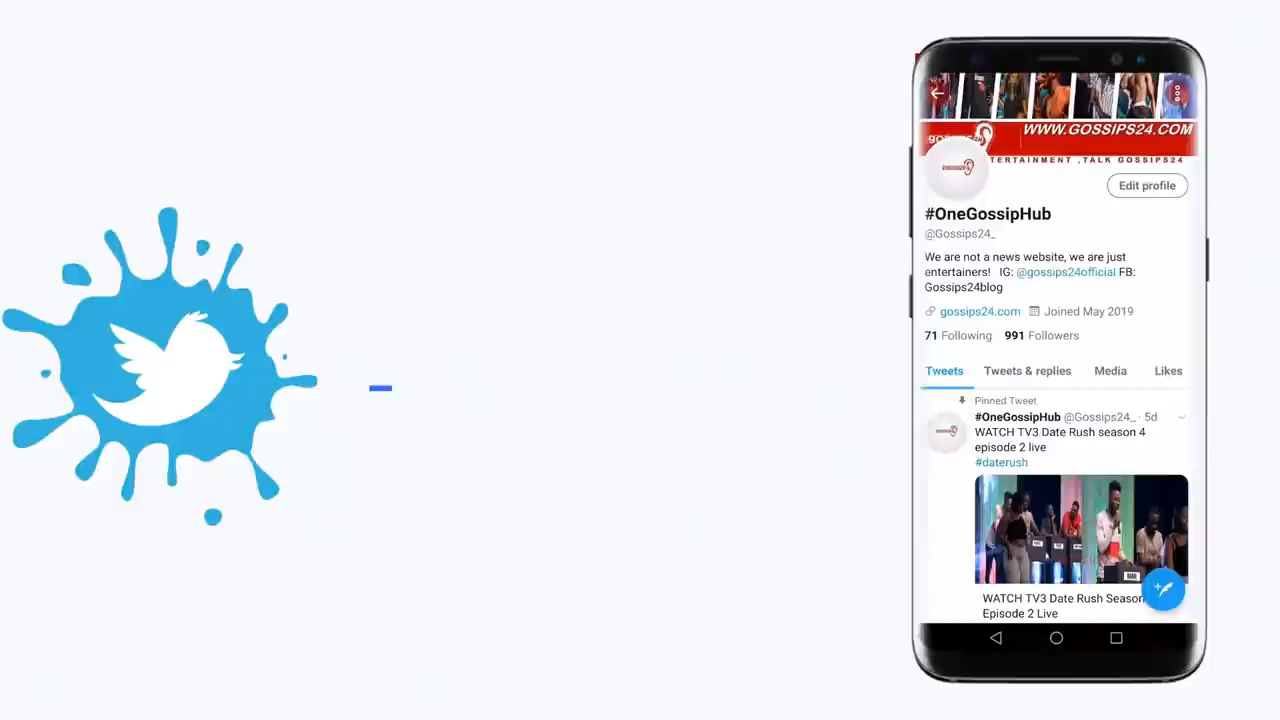 WWW.GOSSIPS24.COM
TERTAINMENT ,TALK GOSSIPS24
Edit profile
#OneGossipHub
@Gossips24_
We are not a news website, we are just
entertainers! IG: @gossips24official FB:
Gossips24blog
gossips24.com Joined May 2019
71 Following 991 Followers
Tweets Tweets & replies Media Likes
Pinned Tweet
#OneGossipHub @Gossips24_ · 5d
WATCH TV3 Date Rush season 4
episode 2 live
#daterush
WATCH TV3 Date Rush Season
Episode 2 Live